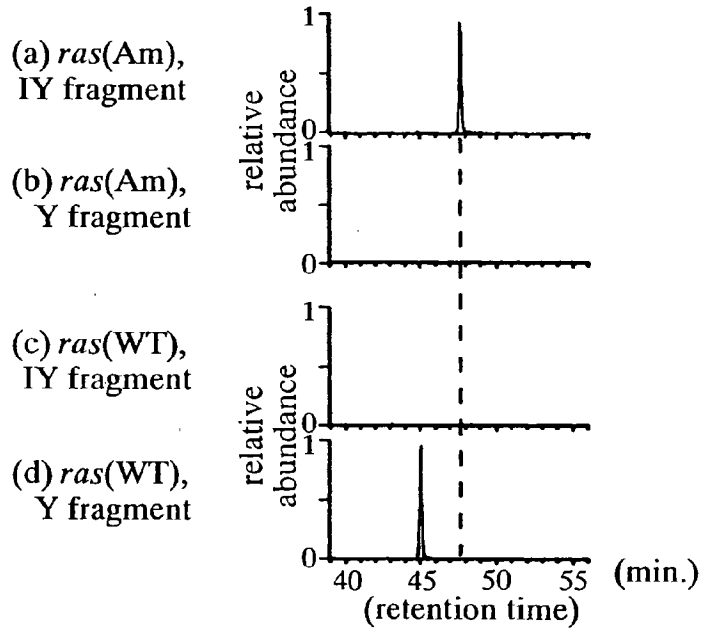 (a) ras(Am),
IY fragment
1
0
(b) ras(Am),
Y fragment
1
0
relative
abundance
(c) ras(WT),
IY fragment
1
0
(d) ras(WT),
Y fragment
1
0
relative
abundance
40 45 50 55 (min.)
(retention time)